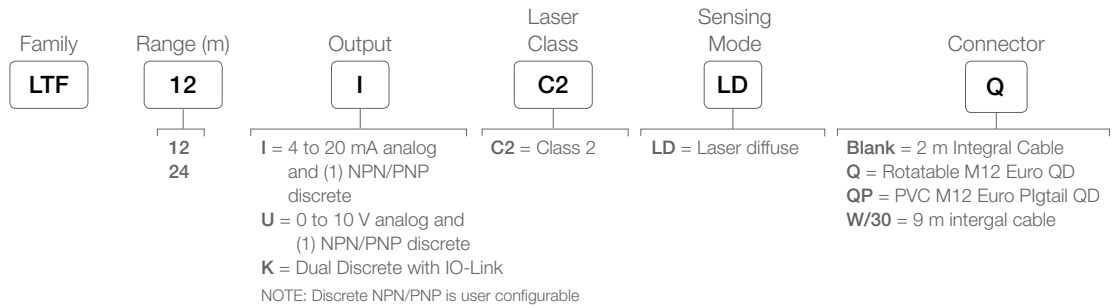 Family
LTF
Range (m)
12
12
24
Output
I
I = 4 to 20 mA analog
and (1) NPN/PNP
discrete
U = 0 to 10 V analog and
(1) NPN/PNP discrete
K = Dual Discrete with IO-Link
NOTE: Discrete NPN/PNP is user configurable
Laser
Class
C2
C2 = Class 2
Sensing
Mode
LD
LD = Laser diffuse
Connector
Q
Blank = 2 m Integral Cable
Q = Rotatable M12 Euro QD
QP = PVC M12 Euro PIgtail QD
W/30 = 9 m intergal cable